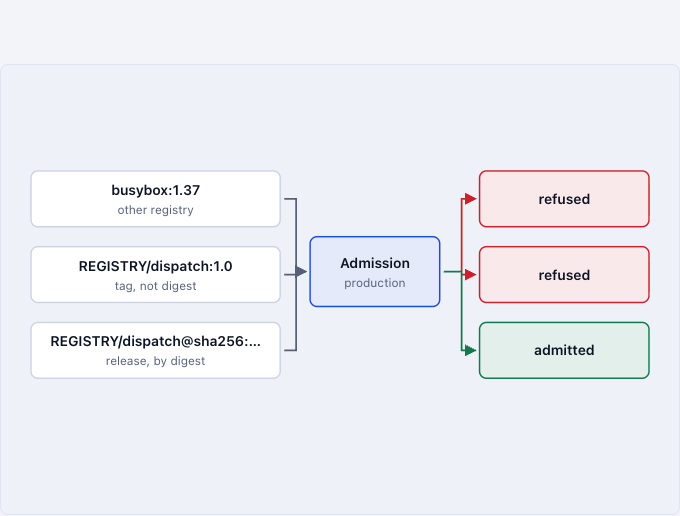 busybox:1.37
other registry
REGISTRY/dispatch:1.0
tag, not digest
REGISTRY/dispatch@sha256:...
release, by digest
Admission
production
refused
refused
admitted